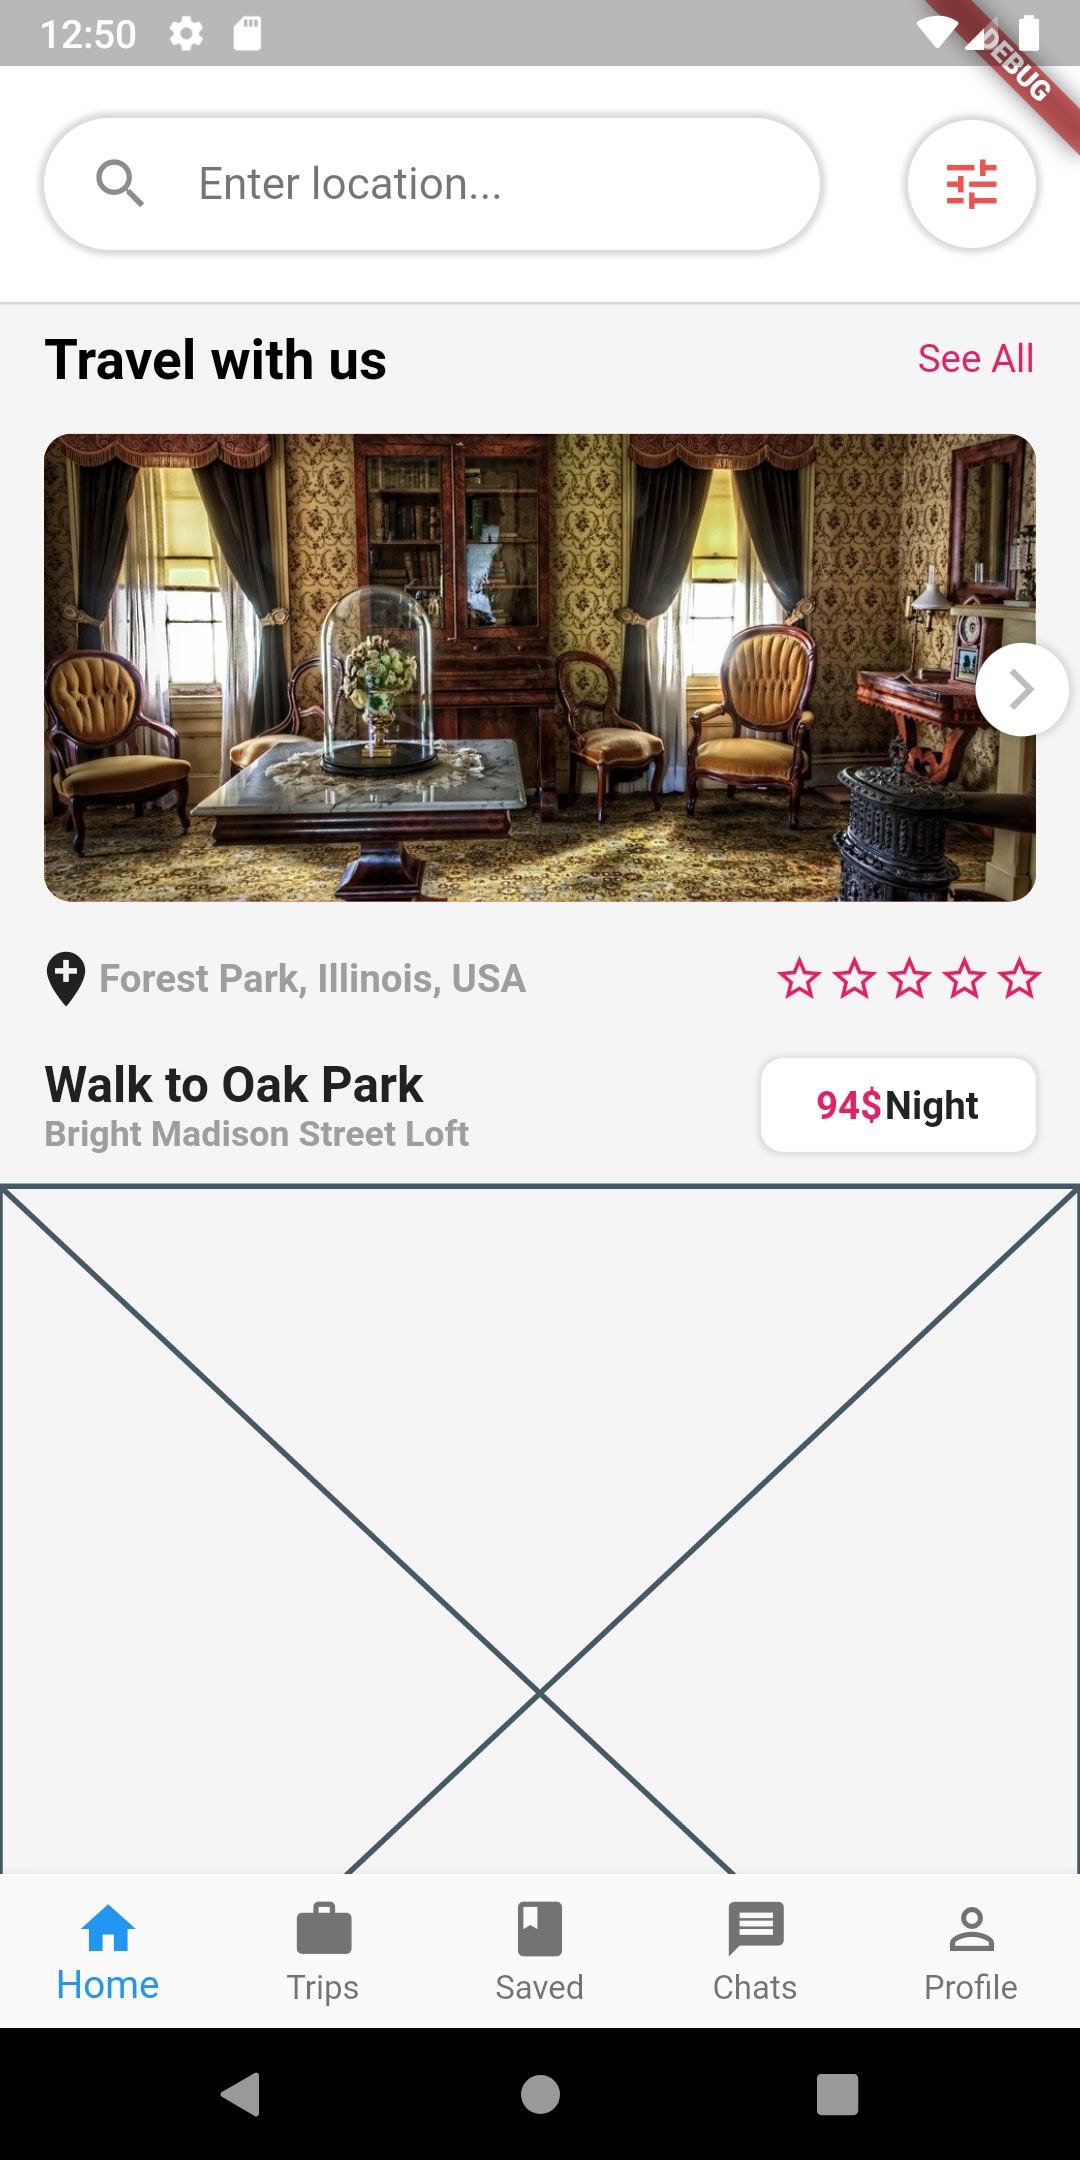 12:50
DEBUG
Enter location...
Travel with us
See All
Forest Park, Illinois, USA
Walk to Oak Park
94$Night
Bright Madison Street Loft
Home
Trips
Saved
Chats
Profile